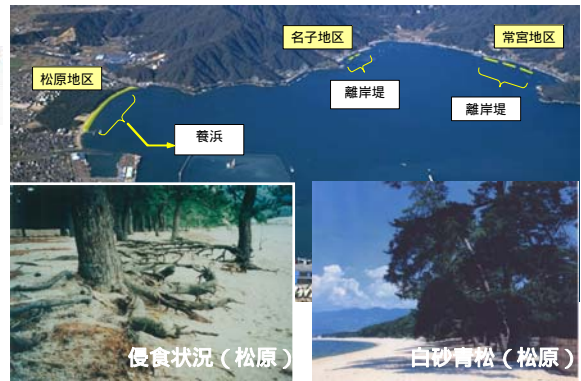 名子地区
常宮地区
松原地区
離岸堤
離岸堤
養浜
侵食状況（松原）
白砂青松（松原）